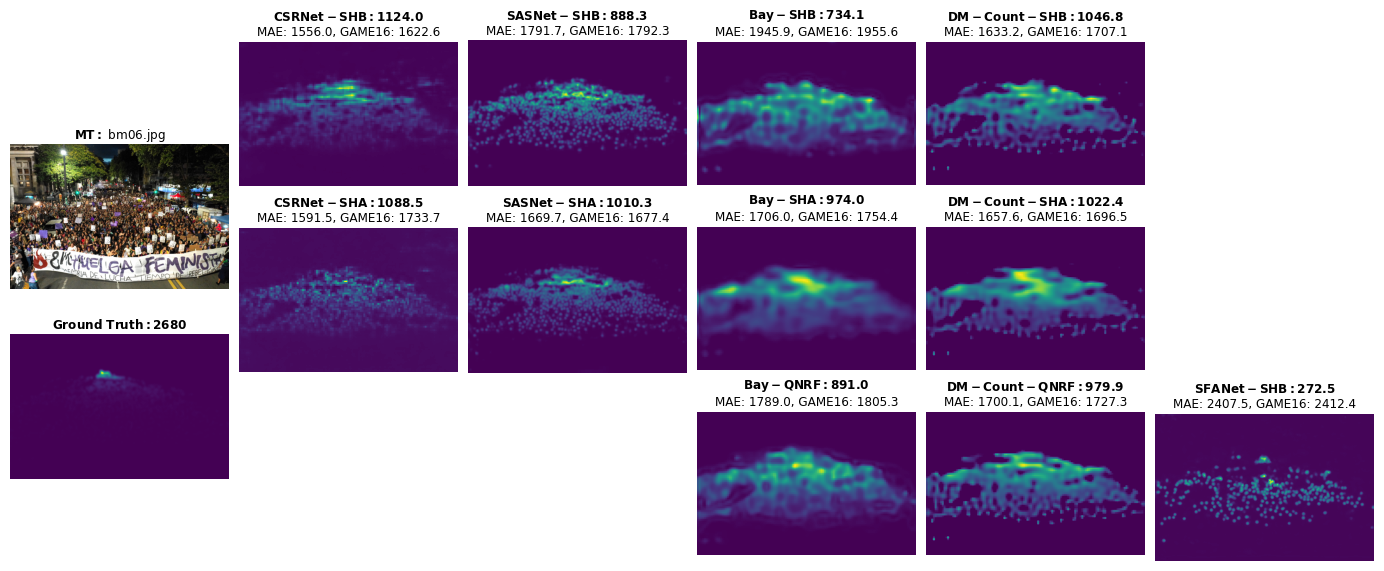 CSRNet − SHB : 1124.0
MAE: 1556.0, GAME16: 1622.6
SASNet − SHB : 888.3
MAE: 1791.7, GAME16: 1792.3
Bay − SHB : 734.1
MAE: 1945.9, GAME16: 1955.6
DM − Count − SHB : 1046.8
MAE: 1633.2, GAME16: 1707.1
MT : bm06.jpg
HUELGA FEMINIST
CSRNet − SHA : 1088.5
MAE: 1591.5, GAME16: 1733.7
SASNet − SHA : 1010.3
MAE: 1669.7, GAME16: 1677.4
Bay − SHA : 974.0
MAE: 1706.0, GAME16: 1754.4
DM − Count − SHA : 1022.4
MAE: 1657.6, GAME16: 1696.5
Ground Truth : 2680
Bay − QNRF : 891.0
MAE: 1789.0, GAME16: 1805.3
DM − Count − QNRF : 979.9
MAE: 1700.1, GAME16: 1727.3
SFANet − SHB : 272.5
MAE: 2407.5, GAME16: 2412.4